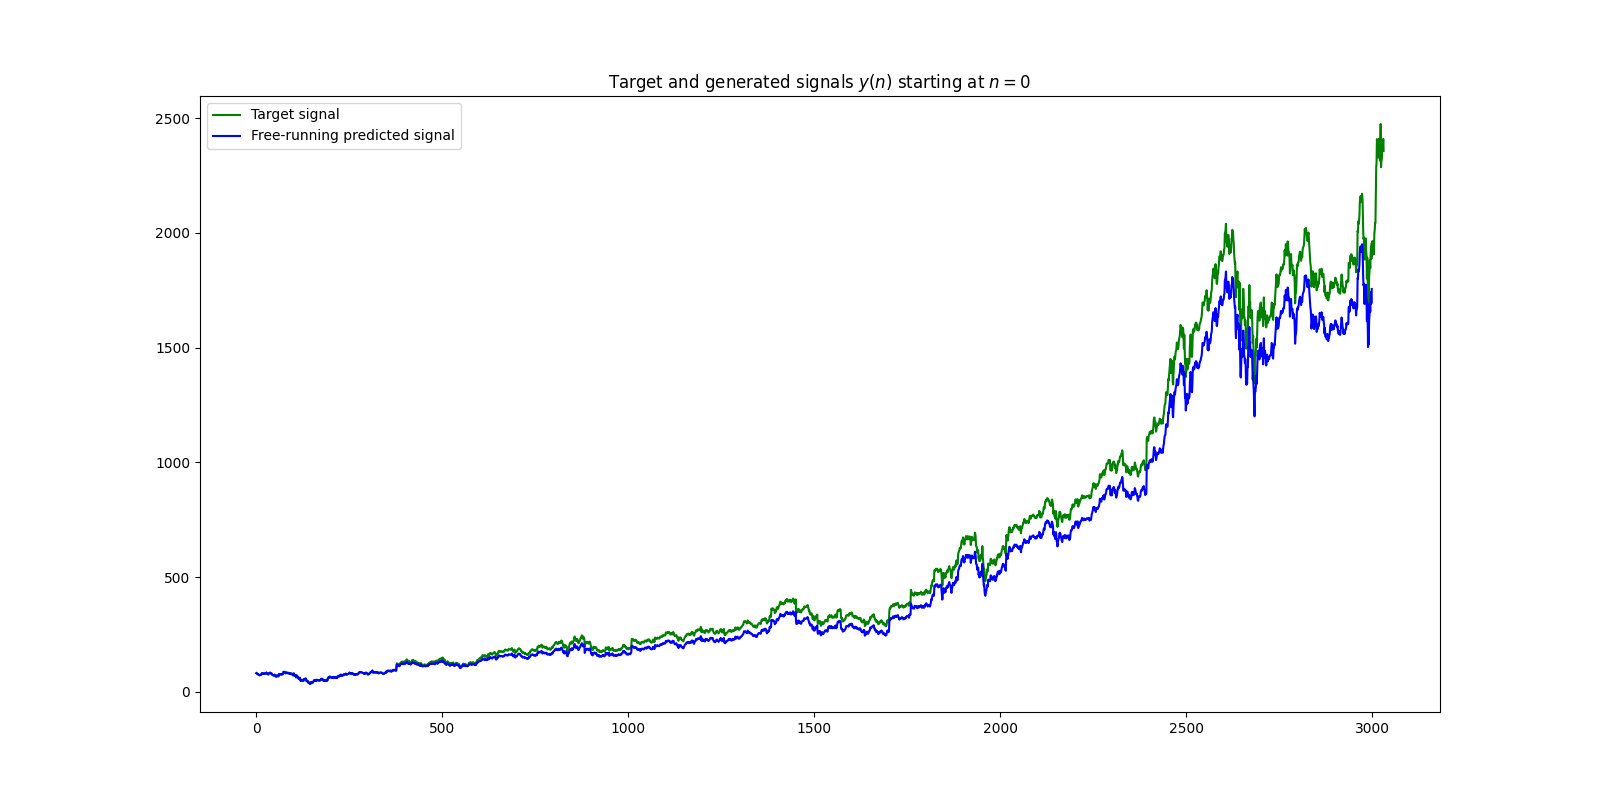 Target and generated signals y(n) starting at n = 0
Target signal
Free-running predicted signal
2500
2000
1500
1000
500
0
0 500 1000 1500 2000 2500 3000